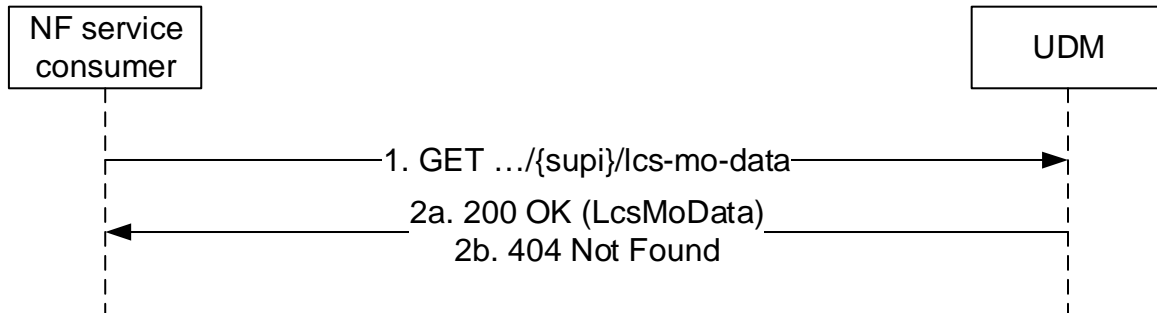 NF service
consumer
UDM
1. GET …/{supi}/lcs-mo-data
2a. 200 OK (LcsMoData)
2b. 404 Not Found